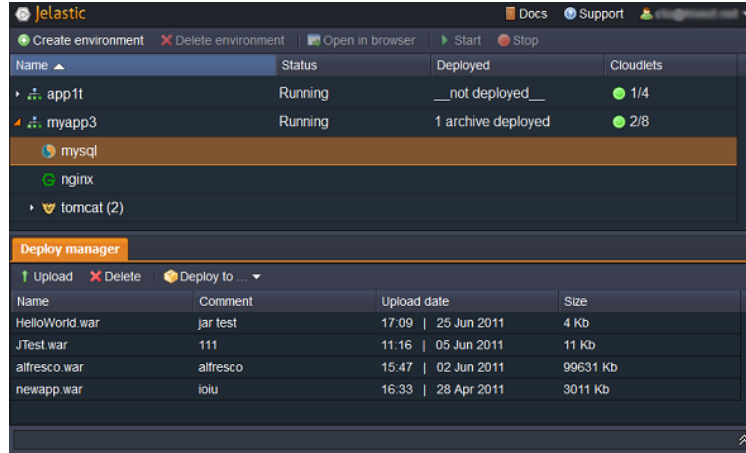 Jelastic Docs Support
Create environment Delete environment Open in browser Start Stop
Name Status Deployed Cloudlets
app1t Running __not deployed__ 1/4
myapp3 Running 1 archive deployed 2/8
mysql
nginx
tomcat (2)
Deploy manager
Upload Delete Deploy to ...
Name Comment Upload date Size
HelloWorld.war jar test 17:09 | 25 Jun 2011 4 Kb
JTest.war 111 11:16 | 05 Jun 2011 11 Kb
alfresco.war alfresco 15:47 | 02 Jun 2011 99631 Kb
newapp.war ioiu 16:33 | 28 Apr 2011 3011 Kb